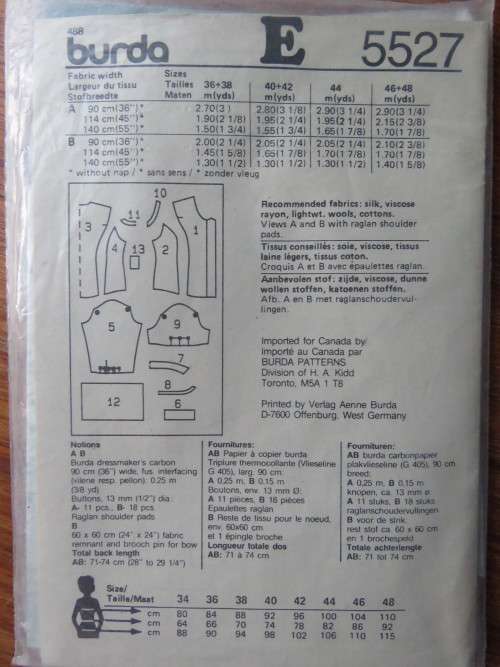 488
burda E 5527
Fabric width Sizes
Largeur du tissu Tailles 36+38 40+42 44 46+48
Stofbreedte Maten m(yds) m(yds) m(yds) m(yds)
A 90 cm(36")* 2.70(3 ) 2.80(3 1/8) 2.90(3 1/4) 2.90(3 1/4)
114 cm(45")* 1.90(2 1/8) 1.95(2 1/4) 1.95(2 1/4) 2.15(2 3/8)
140 cm(55")* 1.50(1 3/4) 1.55(1 3/4) 1.65(1 7/8) 1.70(1 7/8)
B 90 cm(36")* 2.00(2 1/4) 2.05(2 1/4) 2.05(2 1/4) 2.10(2 3/8)
114 cm(45")* 1.45(1 5/8) 1.65(1 7/8) 1.70(1 7/8) 1.70(1 7/8)
140 cm(55")* 1.30(1 1/2) 1.30(1 1/2) 1.30(1 1/2) 1.40(1 5/8)
* without nap / * sans sens / * zonder vleug
10
3 11 1
4 13 2
5 9
7
8
12 6
Recommended fabrics: silk, viscose
rayon, lightwt. wools, cottons.
Views A and B with raglan shoulder
pads.
Tissus conseillés: soie, viscose, tissus
laine légers, tissus coton.
Croquis A et B avec épaulettes raglan.
Aanbevolen stof: zijde, viscose, dunne
wollen stoffen, katoenen stoffen.
Afb. A en B met raglanschoudervul-
lingen.
Imported for Canada by
Importé au Canada par
BURDA PATTERNS
Division of H. A. Kidd
Toronto, M5A 1 T8
Printed by Verlag Aenne Burda
D-7600 Offenburg, West Germany
Notions
A B
Burda dressmaker's carbon
90 cm (36") wide, fus. interfacing
(vilene resp. pellon): 0.25 m
(3/8 yd)
Buttons, 13 mm (1/2") dia:
A- 11 pcs., B- 18 pcs.
Raglan shoulder pads
B
60 x 60 cm (24" x 24") fabric
remnant and brooch pin for bow
Total back length
AB: 71-74 cm (28" to 29 1/4")
Fournitures:
AB Papier à copier burda
Triplure thermocollante (Vlieseline
G 405), larg. 90 cm:
A 0,25 m, B 0.15 m
Boutons, env. 13 mm Ø:
A 11 pièces, B 18 pièces
Epaulettes raglan
B Reste de tissu pour le noeud,
env. 60x60 cm
et 1 épingle broche
Longueur totale dos
AB: 71 à 74 cm
Fournituren:
AB burda carbonpapier
plakvlieseline (G 405), 90 cm
breed:
A 0,25 m, B 0.15 m
knopen, ca. 13 mm ø
A 11 stuks, B 18 stuks
raglanschoudervullingen
B voor de strik:
rest stof ca. 60 x 60 cm
en 1 brochespeld
Totale achterlengte
AB: 71 tot 74 cm
Size/
Taille/Maat 34 36 38 40 42 44 46 48
cm 80 84 88 92 96 100 104 110
cm 64 66 70 74 78 82 86 92
cm 88 90 94 98 102 106 110 115